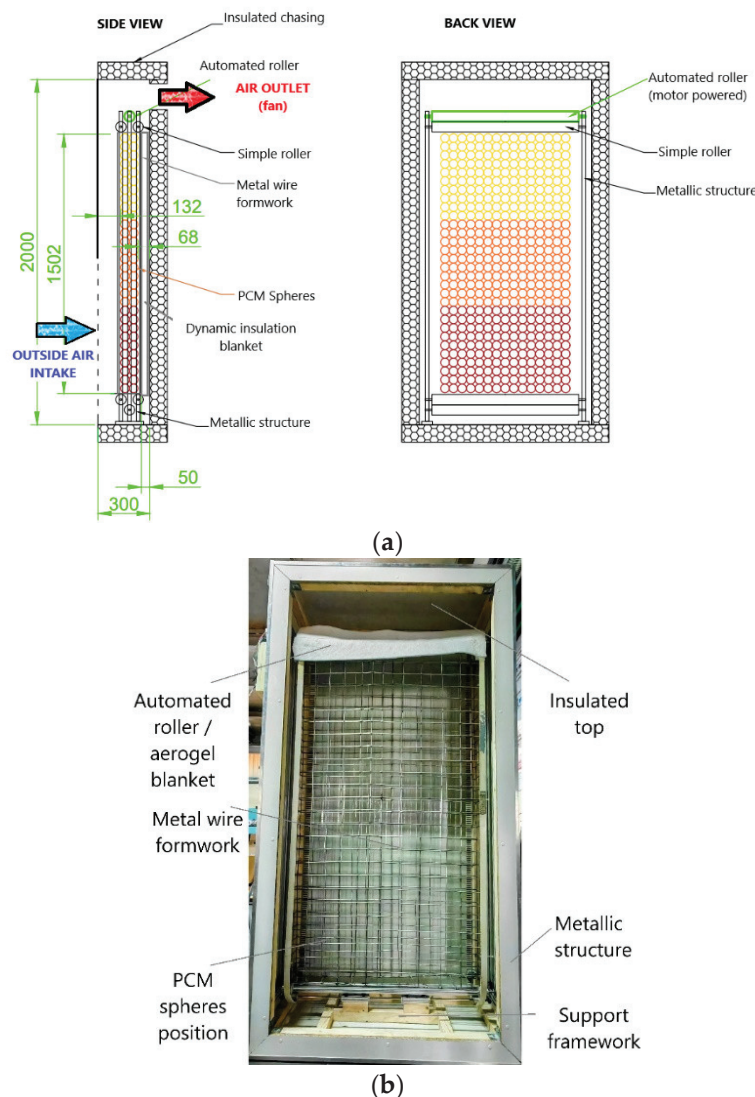 SIDE VIEW
Insulated chasing
BACK VIEW
Automated roller
AIR OUTLET
(fan)
Automated roller
(motor powered)
Simple roller
Simple roller
Metal wire
formwork
Metallic structure
132
68
2000
1502
PCM Spheres
Dynamic insulation
blanket
OUTSIDE AIR
INTAKE
Metallic structure
50
300
(a)
Automated
roller /
aerogel
blanket
Insulated
top
Metal wire
formwork
Metallic
structure
PCM
spheres
position
Support
framework
(b)